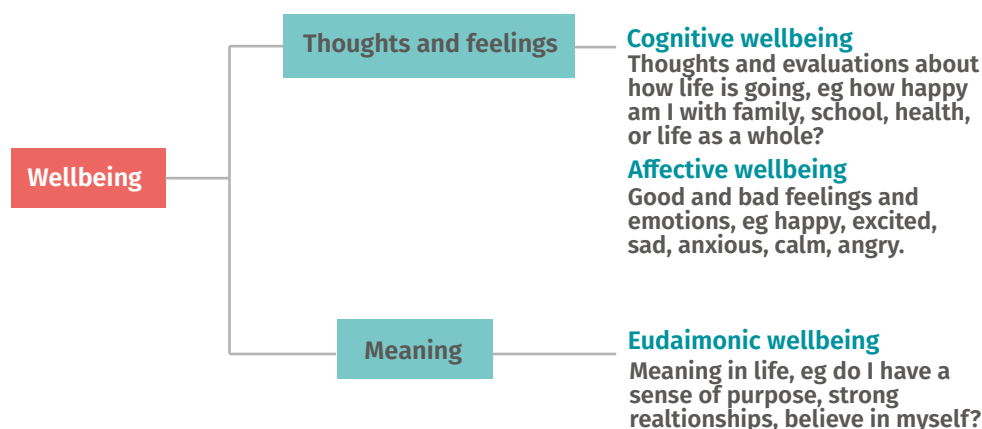 Thoughts and feelings
Cognitive wellbeing
Thoughts and evaluations about
how life is going, eg how happy
am I with family, school, health,
or life as a whole?
Wellbeing
Affective wellbeing
Good and bad feelings and
emotions, eg happy, excited,
sad, anxious, calm, angry.
Meaning
Eudaimonic wellbeing
Meaning in life, eg do I have a
sense of purpose, strong
realtionships, believe in myself?